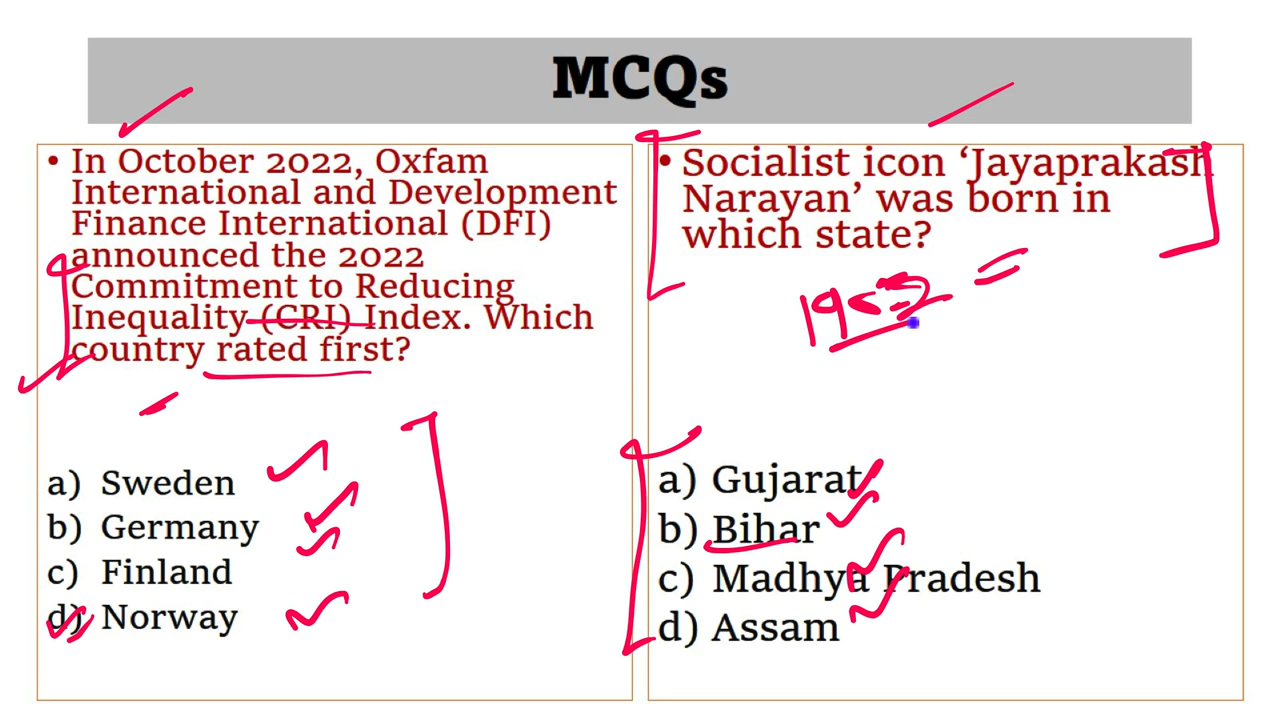 MCQs
• In October 2022, Oxfam
International and Development
Finance International (DFI)
announced the 2022
Commitment to Reducing
Inequality (CRI) Index. Which
country rated first?
a) Sweden
b) Germany
c) Finland
d) Norway
• Socialist icon ‘Jayaprakash
Narayan’ was born in
which state?
a) Gujarat
b) Bihar
c) Madhya Pradesh
d) Assam